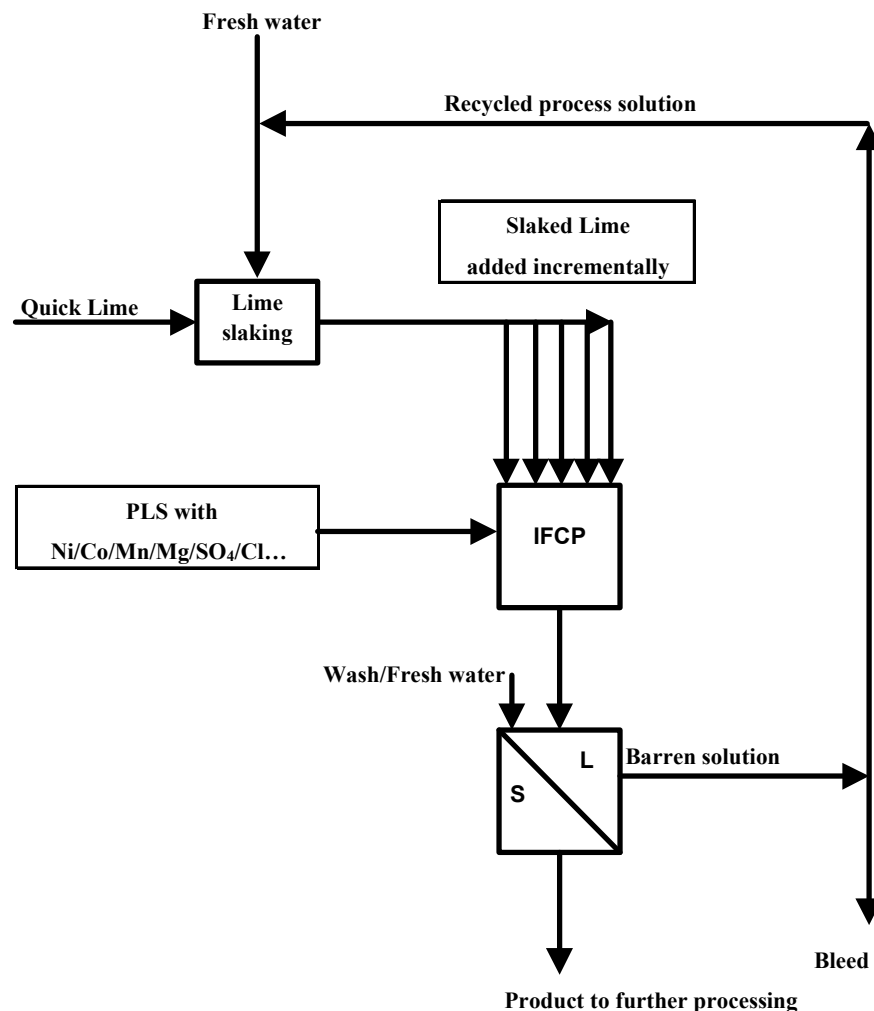 Fresh water
Recycled process solution
Slaked Lime
added incrementally
Quick Lime
Lime
slaking
PLS with
Ni/Co/Mn/Mg/SO₄/Cl…
IFCP
Wash/Fresh water
L
S
Barren solution
Bleed
Product to further processing